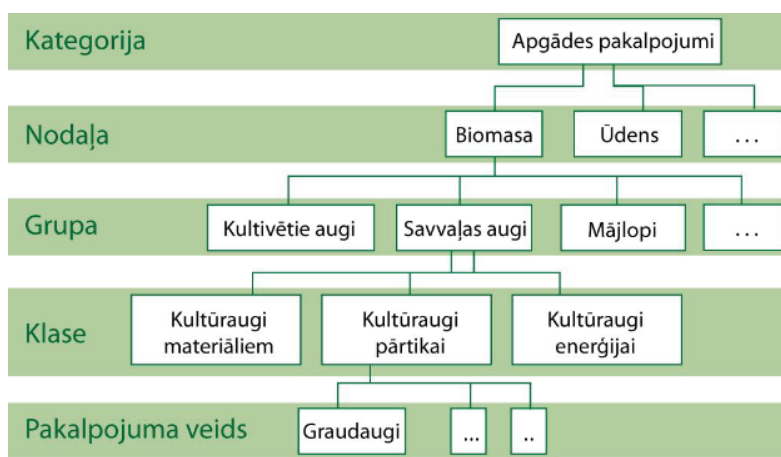 Kategorija
Apgādes pakalpojumi
Nodaļa
Biomasa
Ūdens
...
Grupa
Kultivētie augi
Savvaļas augi
Mājlopi
...
Klase
Kultūraugi
materiāliem
Kultūraugi
pārtikai
Kultūraugi
enerģijai
Pakalpojuma veids
Graudaugi
...
..